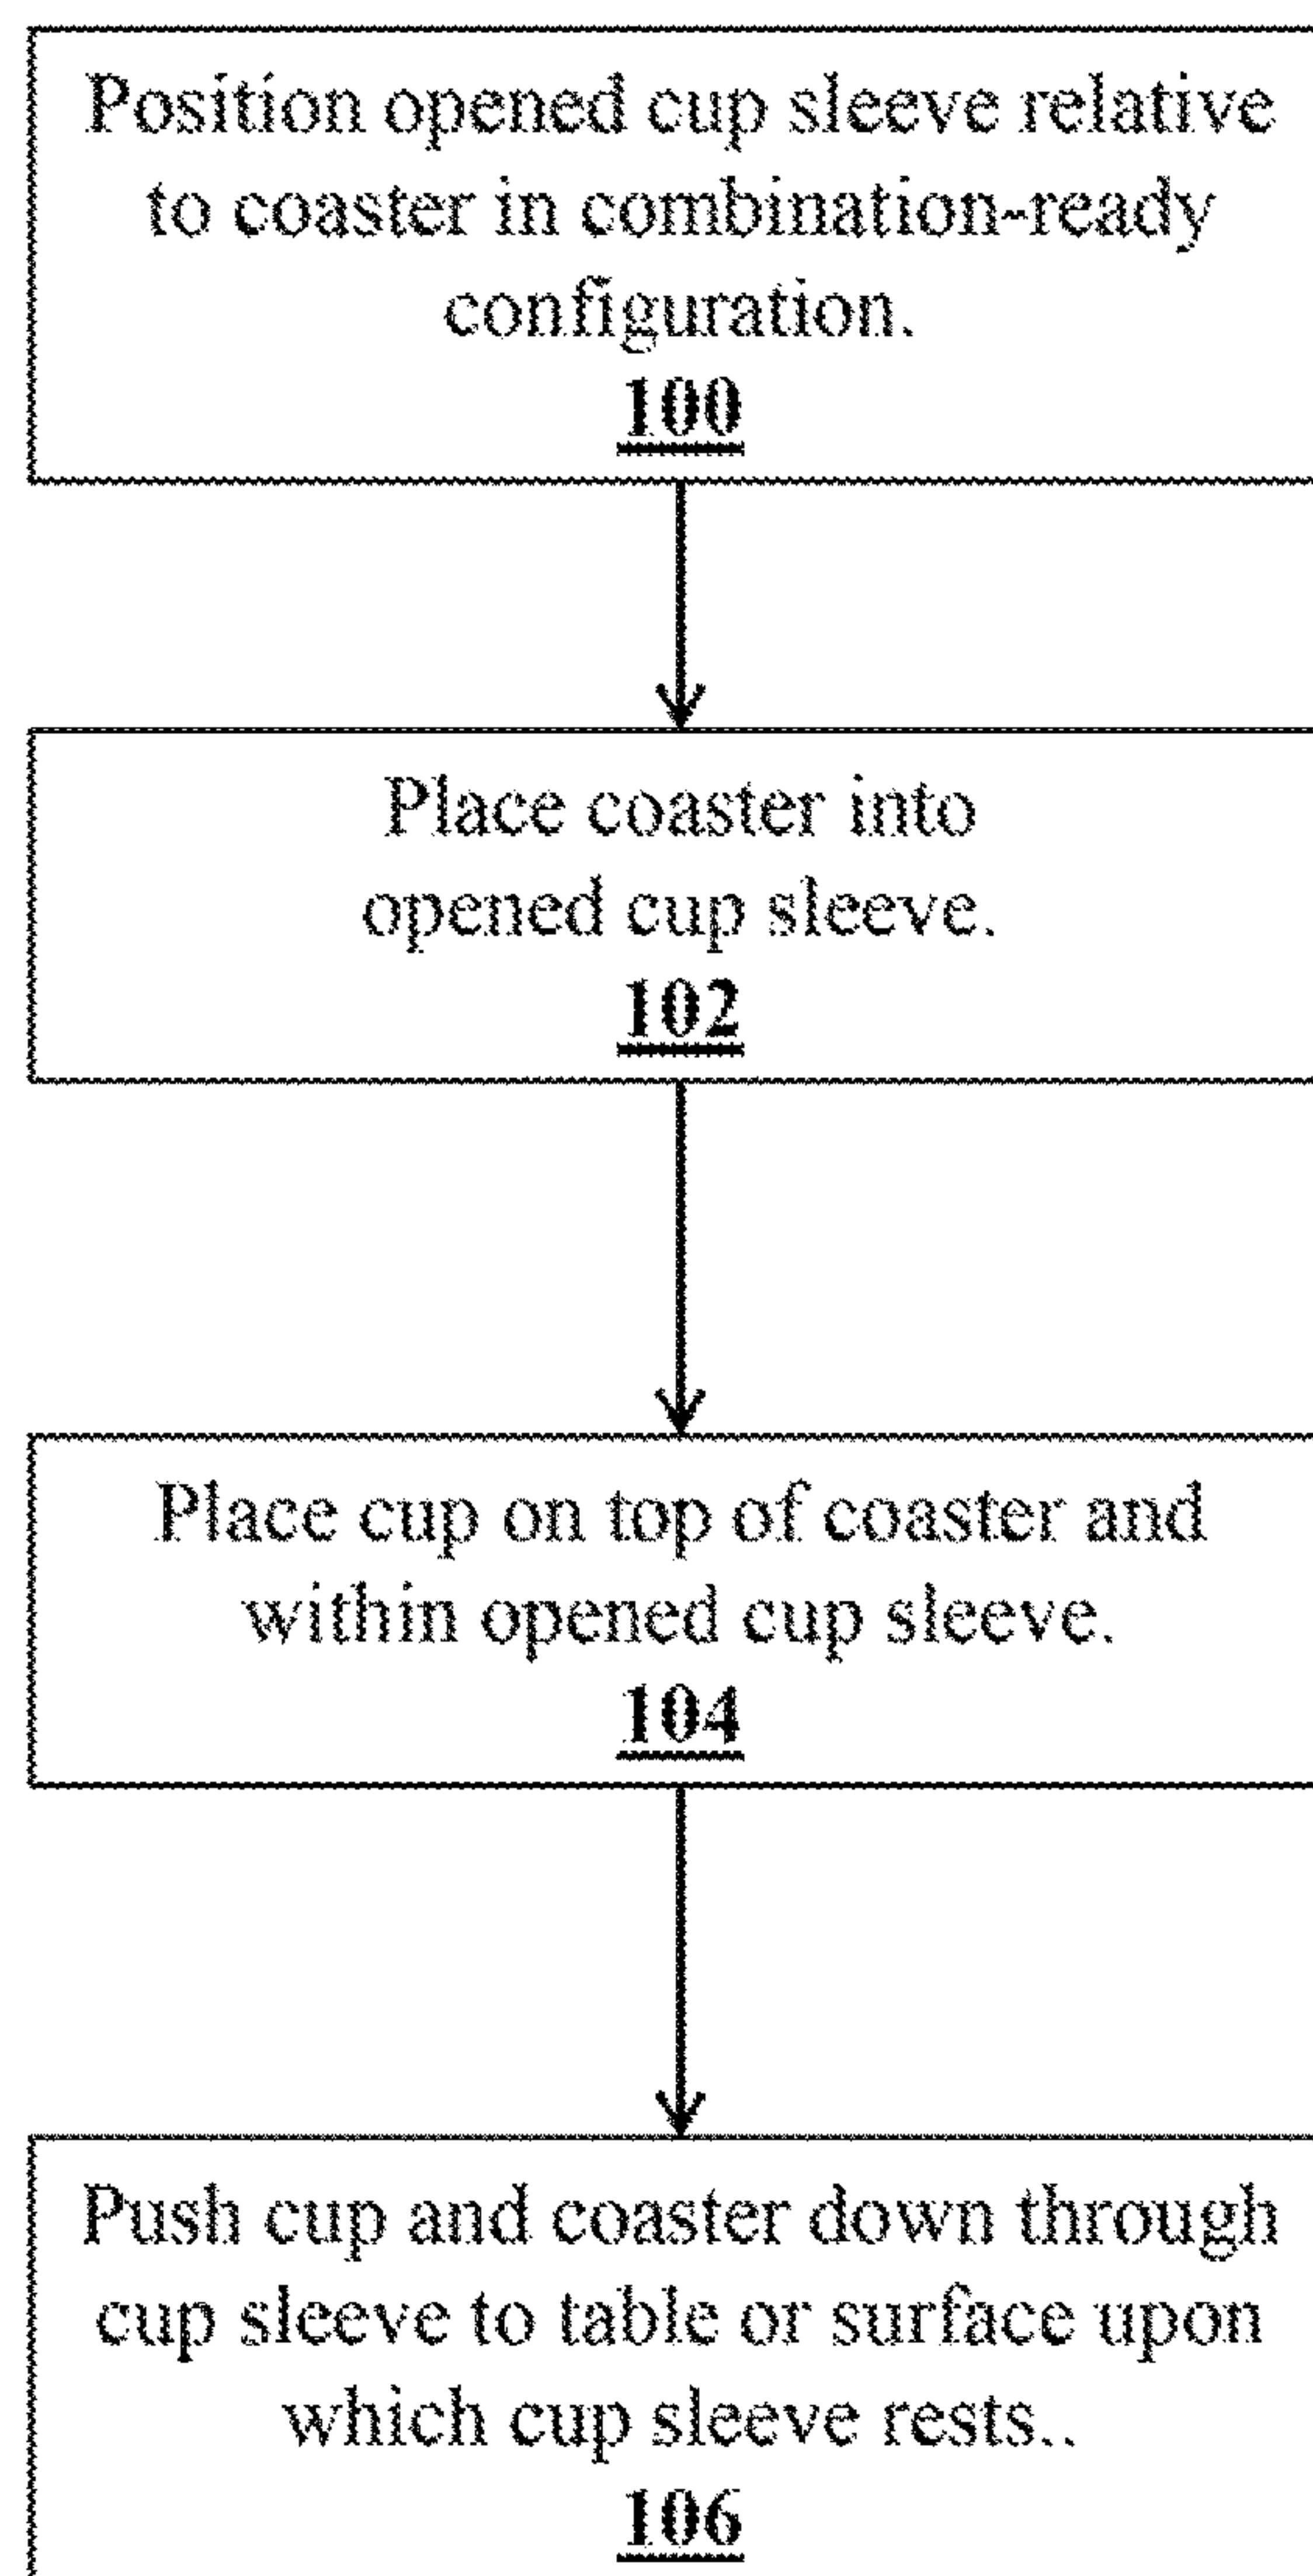 Position opened cup sleeve relative
to coaster in combination-ready
configuration.
100
Place coaster into
opened cup sleeve.
102
Place cup on top of coaster and
within opened cup sleeve.
104
Push cup and coaster down through
cup sleeve to table or surface upon
which cup sleeve rests..
106